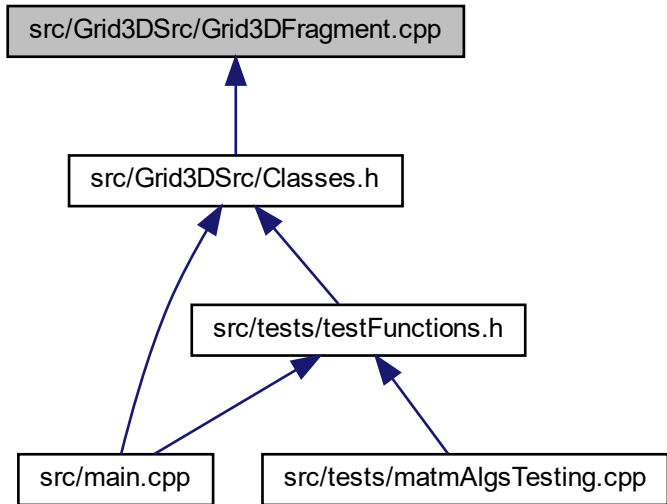 src/Grid3DSrc/Grid3DFragment.cpp
src/Grid3DSrc/Classes.h
src/tests/testFunctions.h
src/main.cpp
src/tests/matmAlgsTesting.cpp